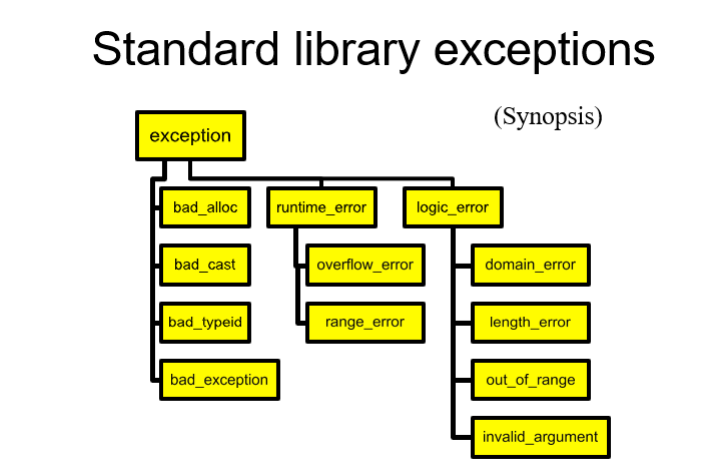 Standard library exceptions
(Synopsis)
exception
bad_alloc
runtime_error
logic_error
bad_cast
overflow_error
domain_error
bad_typeid
range_error
length_error
bad_exception
out_of_range
invalid_argument